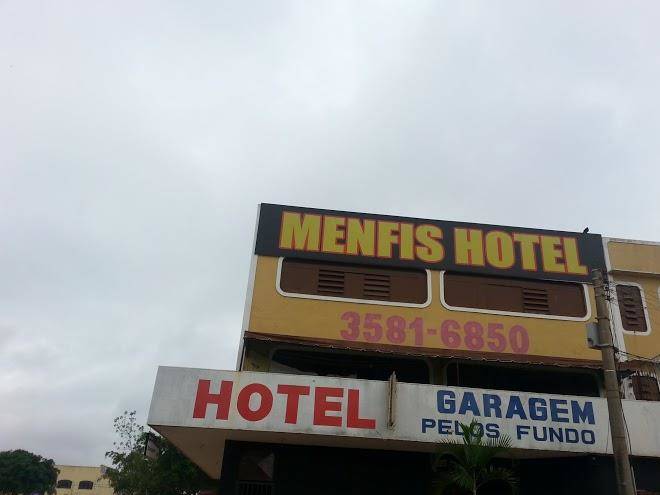 MENFIS HOTEL
3581-6850
HOTEL
GARAGEM
PELOS FUNDO